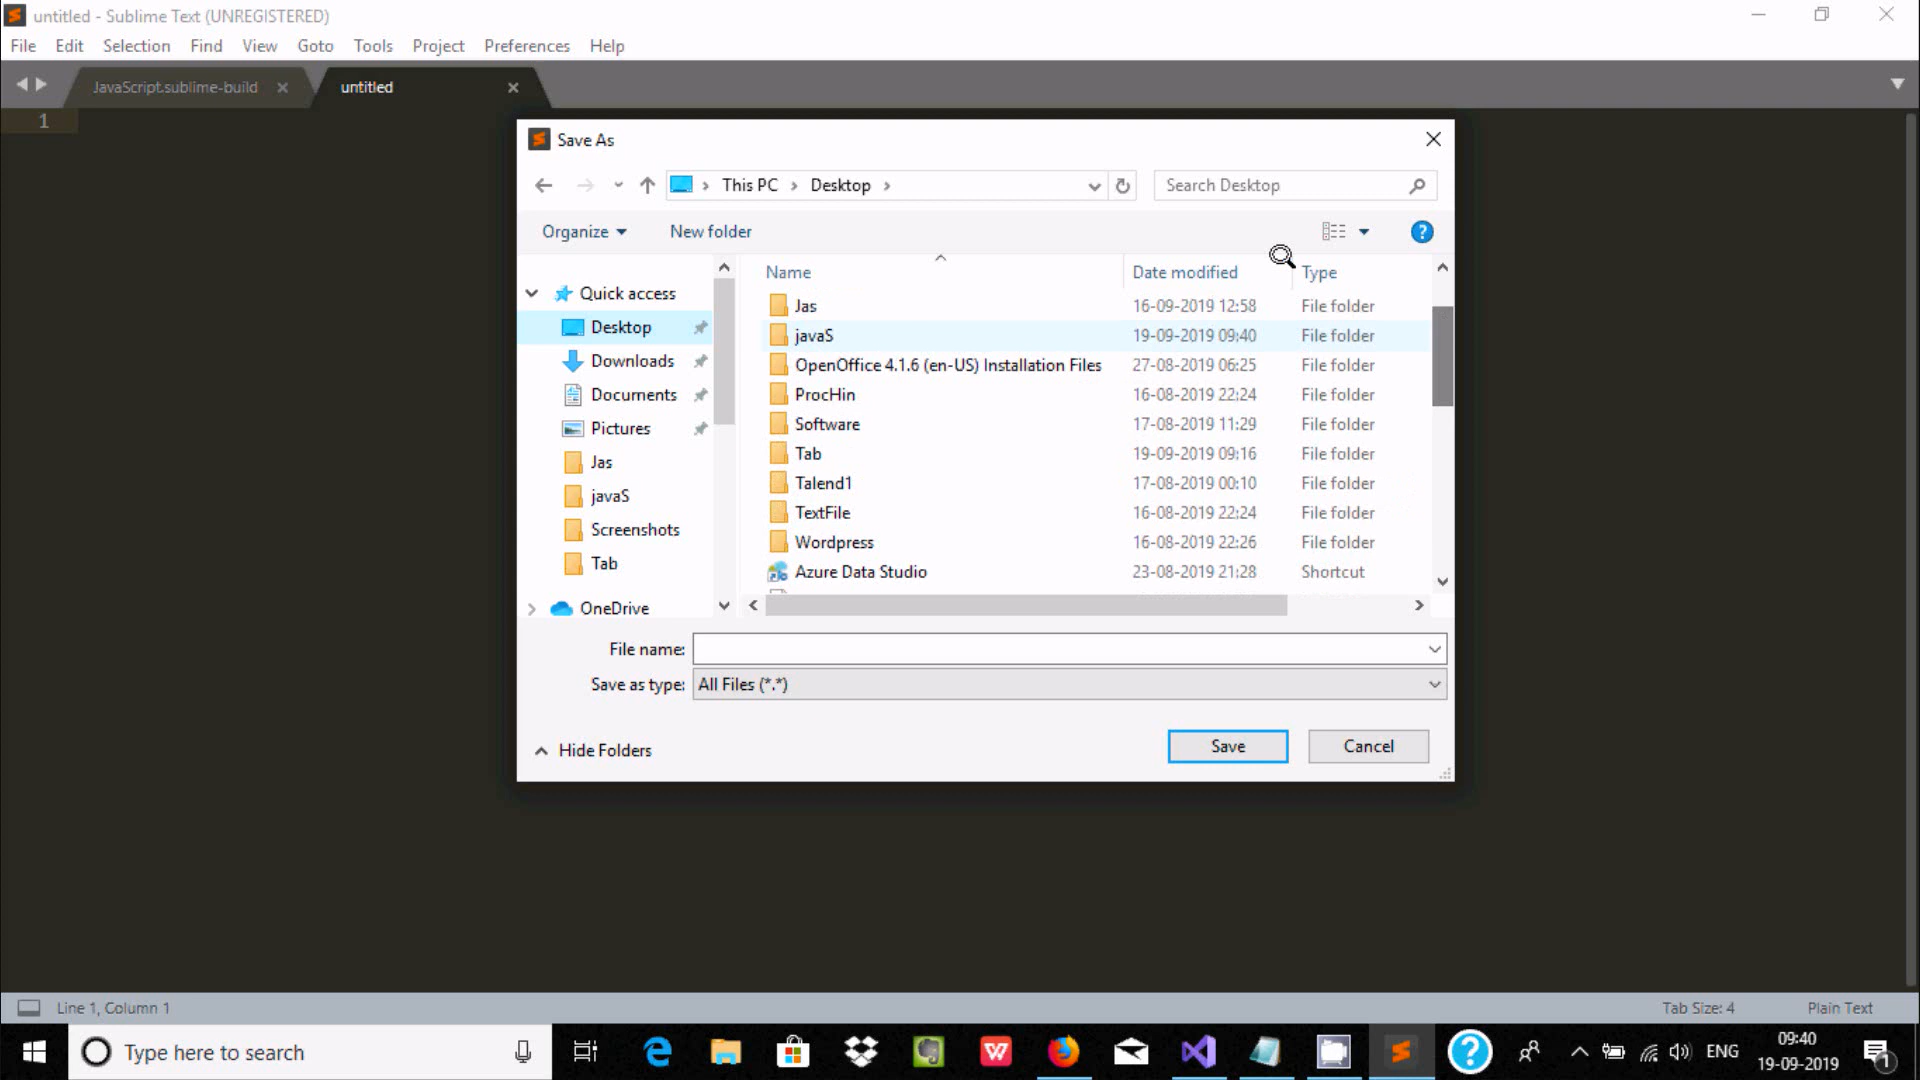 untitled - Sublime Text (UNREGISTERED)
File Edit Selection Find View Goto Tools Project Preferences Help
JavaScript.sublime-build untitled
1
Save As
This PC Desktop Search Desktop
Organize New folder
Name Date modified Type
Quick access
Desktop
Downloads
Documents
Pictures
Jas
javaS
Screenshots
Tab
OneDrive
Jas 16-09-2019 12:58 File folder
javaS 19-09-2019 09:40 File folder
OpenOffice 4.1.6 (en-US) Installation Files 27-08-2019 06:25 File folder
ProcHin 16-08-2019 22:24 File folder
Software 17-08-2019 11:29 File folder
Tab 19-09-2019 09:16 File folder
Talend1 17-08-2019 00:10 File folder
TextFile 16-08-2019 22:24 File folder
Wordpress 16-08-2019 22:26 File folder
Azure Data Studio 23-08-2019 21:28 Shortcut
File name:
Save as type: All Files (*.*)
Hide Folders Save Cancel
Line 1, Column 1 Tab Size: 4 Plain Text
Type here to search ENG 09:40
19-09-2019 1